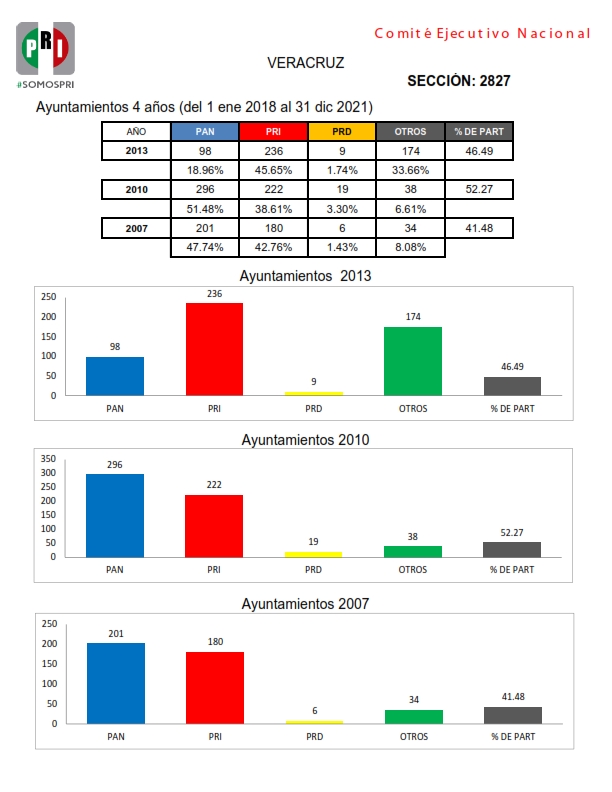 Comité Ejecutivo Nacional
PRI
#SOMOSPRI
VERACRUZ
SECCIÓN: 2827
Ayuntamientos 4 años (del 1 ene 2018 al 31 dic 2021)
AÑO PAN PRI PRD OTROS % DE PART
2013 98 236 9 174 46.49
18.96% 45.65% 1.74% 33.66%
2010 296 222 19 38 52.27
51.48% 38.61% 3.30% 6.61%
2007 201 180 6 34 41.48
47.74% 42.76% 1.43% 8.08%
Ayuntamientos 2013
250
200
150
100
50
0
98
236
9
174
46.49
PAN PRI PRD OTROS % DE PART
Ayuntamientos 2010
350
300
250
200
150
100
50
0
296
222
19
38
52.27
PAN PRI PRD OTROS % DE PART
Ayuntamientos 2007
250
200
150
100
50
0
201
180
6
34
41.48
PAN PRI PRD OTROS % DE PART